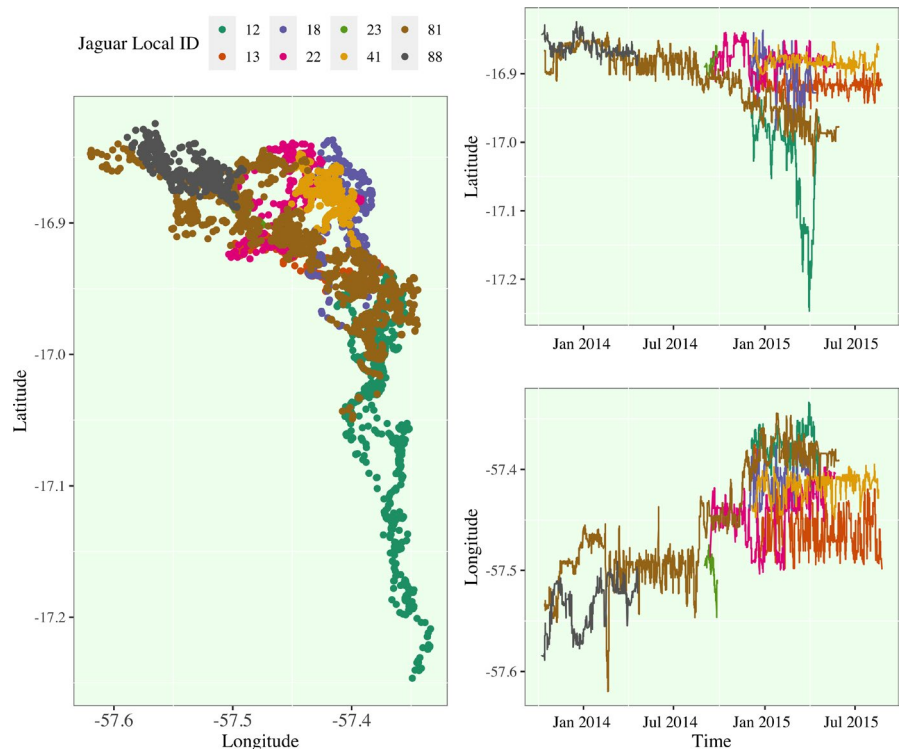 Jaguar Local ID
12 18 23 81
13 22 41 88
Latitude
-16.9
-17.0
-17.1
-17.2
-57.6 -57.5 -57.4
Longitude
Latitude
-16.9
-17.0
-17.1
-17.2
Jan 2014 Jul 2014 Jan 2015 Jul 2015
Longitude
-57.4
-57.5
-57.6
Jan 2014 Jul 2014 Jan 2015 Jul 2015
Time